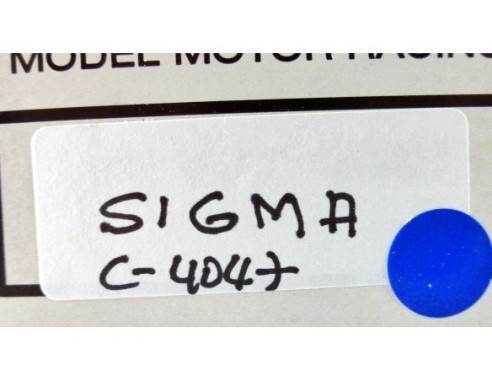 MODEL MOTOR RACING
SIGMA
C-4047